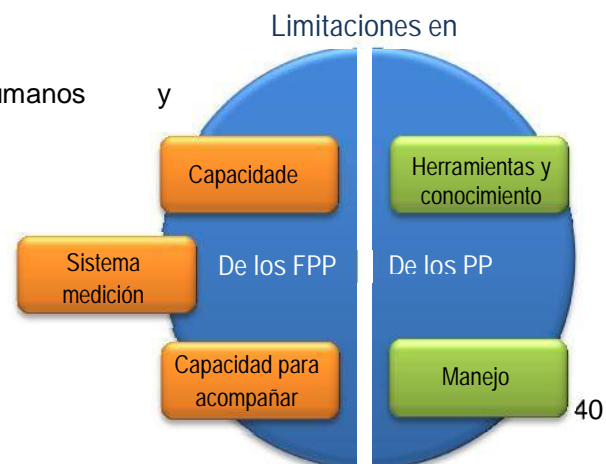 Limitaciones en
umanos y
Capacidade
Herramientas y
conocimiento
Sistema
medición
De los FPP
De los PP
Capacidad para
acompañar
Manejo
40